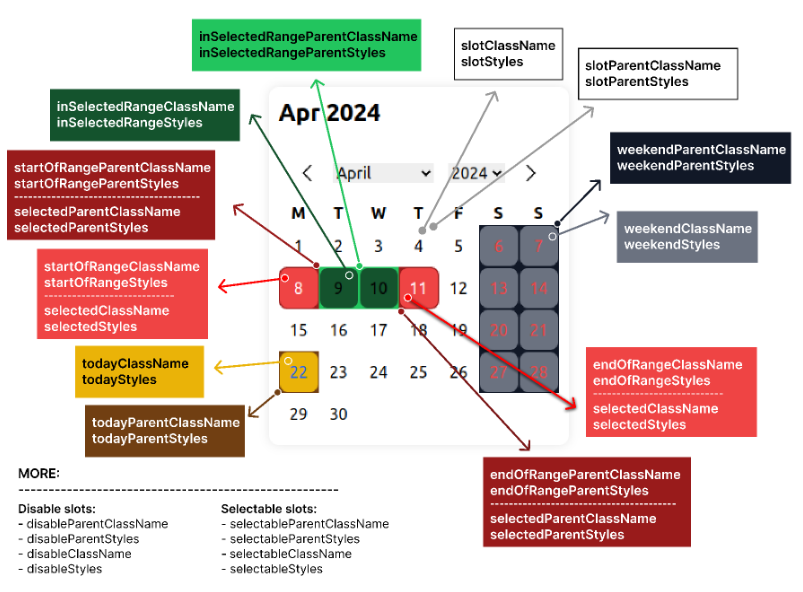 inSelectedRangeParentClassName
inSelectedRangeParentStyles
slotClassName
slotStyles
slotParentClassName
slotParentStyles
inSelectedRangeClassName
inSelectedRangeStyles
Apr 2024
weekendParentClassName
weekendParentStyles
startOfRangeParentClassName
startOfRangeParentStyles
---------------------------------------
selectedParentClassName
selectedParentStyles
April 2024
M T W T F S S
weekendClassName
weekendStyles
1 2 3 4 5 6 7
startOfRangeClassName
startOfRangeStyles
---------------------------
selectedClassName
selectedStyles
8 9 10 11 12 13 14
15 16 17 18 19 20 21
todayClassName
todayStyles
22 23 24 25 26 27 28
endOfRangeClassName
endOfRangeStyles
---------------------------
selectedClassName
selectedStyles
todayParentClassName
todayParentStyles
29 30
endOfRangeParentClassName
endOfRangeParentStyles
---------------------------------------
selectedParentClassName
selectedParentStyles
MORE:
------------------------------------------------------
Disable slots:
- disableParentClassName
- disableParentStyles
- disableClassName
- disableStyles
Selectable slots:
- selectableParentClassName
- selectableParentStyles
- selectableClassName
- selectableStyles